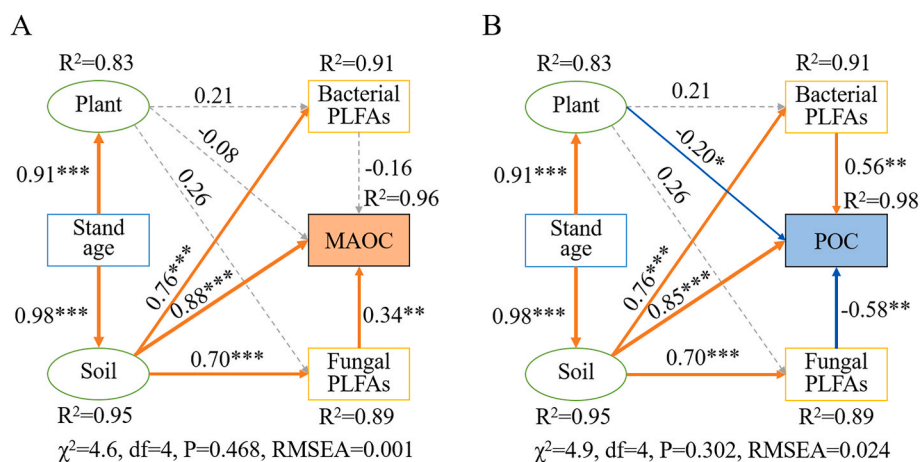 A
R²=0.83
R²=0.91
Plant
0.21
Bacterial
PLFAs
-0.08
0.26
-0.16
0.91***
R²=0.96
Stand
age
MAOC
0.76***
0.88***
0.98***
0.34**
Soil
0.70***
Fungal
PLFAs
R²=0.95
R²=0.89
χ²=4.6, df=4, P=0.468, RMSEA=0.001
B
R²=0.83
R²=0.91
Plant
0.21
Bacterial
PLFAs
-0.20*
0.26
0.56**
0.91***
R²=0.98
Stand
age
POC
0.76***
0.85***
0.98***
-0.58**
Soil
0.70***
Fungal
PLFAs
R²=0.95
R²=0.89
χ²=4.9, df=4, P=0.302, RMSEA=0.024